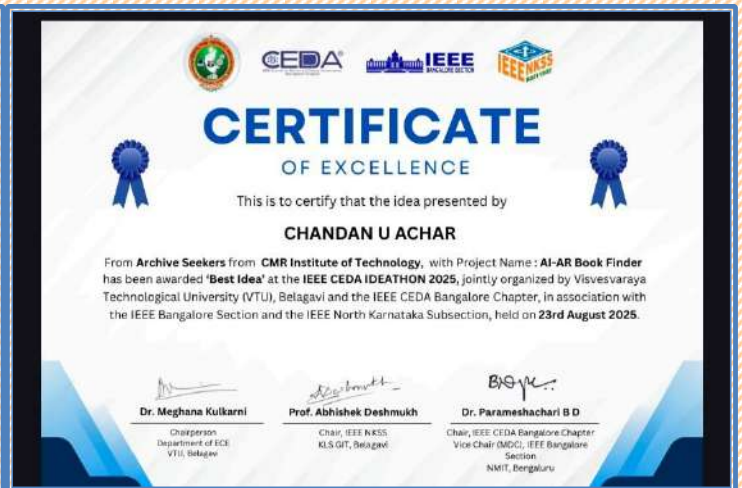 CEDA
IEEE
BANGALORE SECTION
IEEE NKSS
CERTIFICATE
OF EXCELLENCE
This is to certify that the idea presented by
CHANDAN U ACHAR
From Archive Seekers from CMR Institute of Technology, with Project Name : AI-AR Book Finder
has been awarded 'Best Idea' at the IEEE CEDA IDEATHON 2025, jointly organized by Visvesvaraya
Technological University (VTU), Belagavi and the IEEE CEDA Bangalore Chapter, in association with
the IEEE Bangalore Section and the IEEE North Karnataka Subsection, held on 23rd August 2025.
Dr. Meghana Kulkarni
Chairperson
Department of ECE
VTU, Belagavi
Prof. Abhishek Deshmukh
Chair, IEEE NKSS
KLS GIT, Belagavi
Dr. Parameshachari B D
Chair, IEEE CEDA Bangalore Chapter
Vice Chair (MDC), IEEE Bangalore
Section
NMIT, Bengaluru